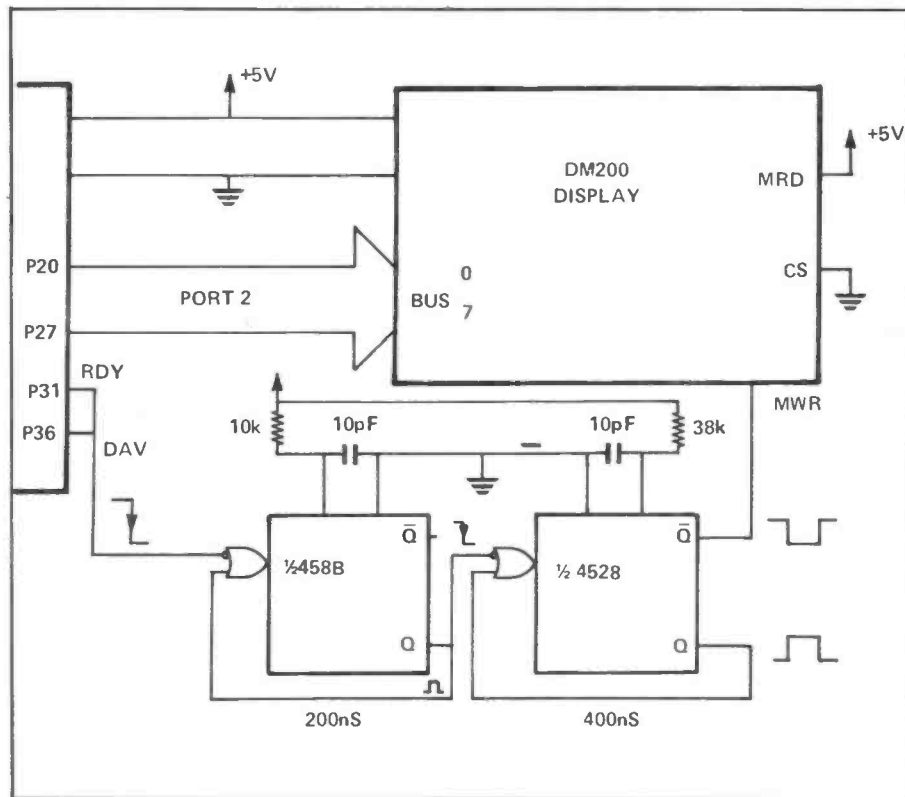 +5V
+5V
DM200
DISPLAY
MRD
CS
P20
0
BUS
PORT 2
7
P27
RDY
P31
MWR
P36
10k
10pF
10pF
38k
DAV
Q̅
½458B
Q̅
½ 4528
Q
Q
200nS
400nS